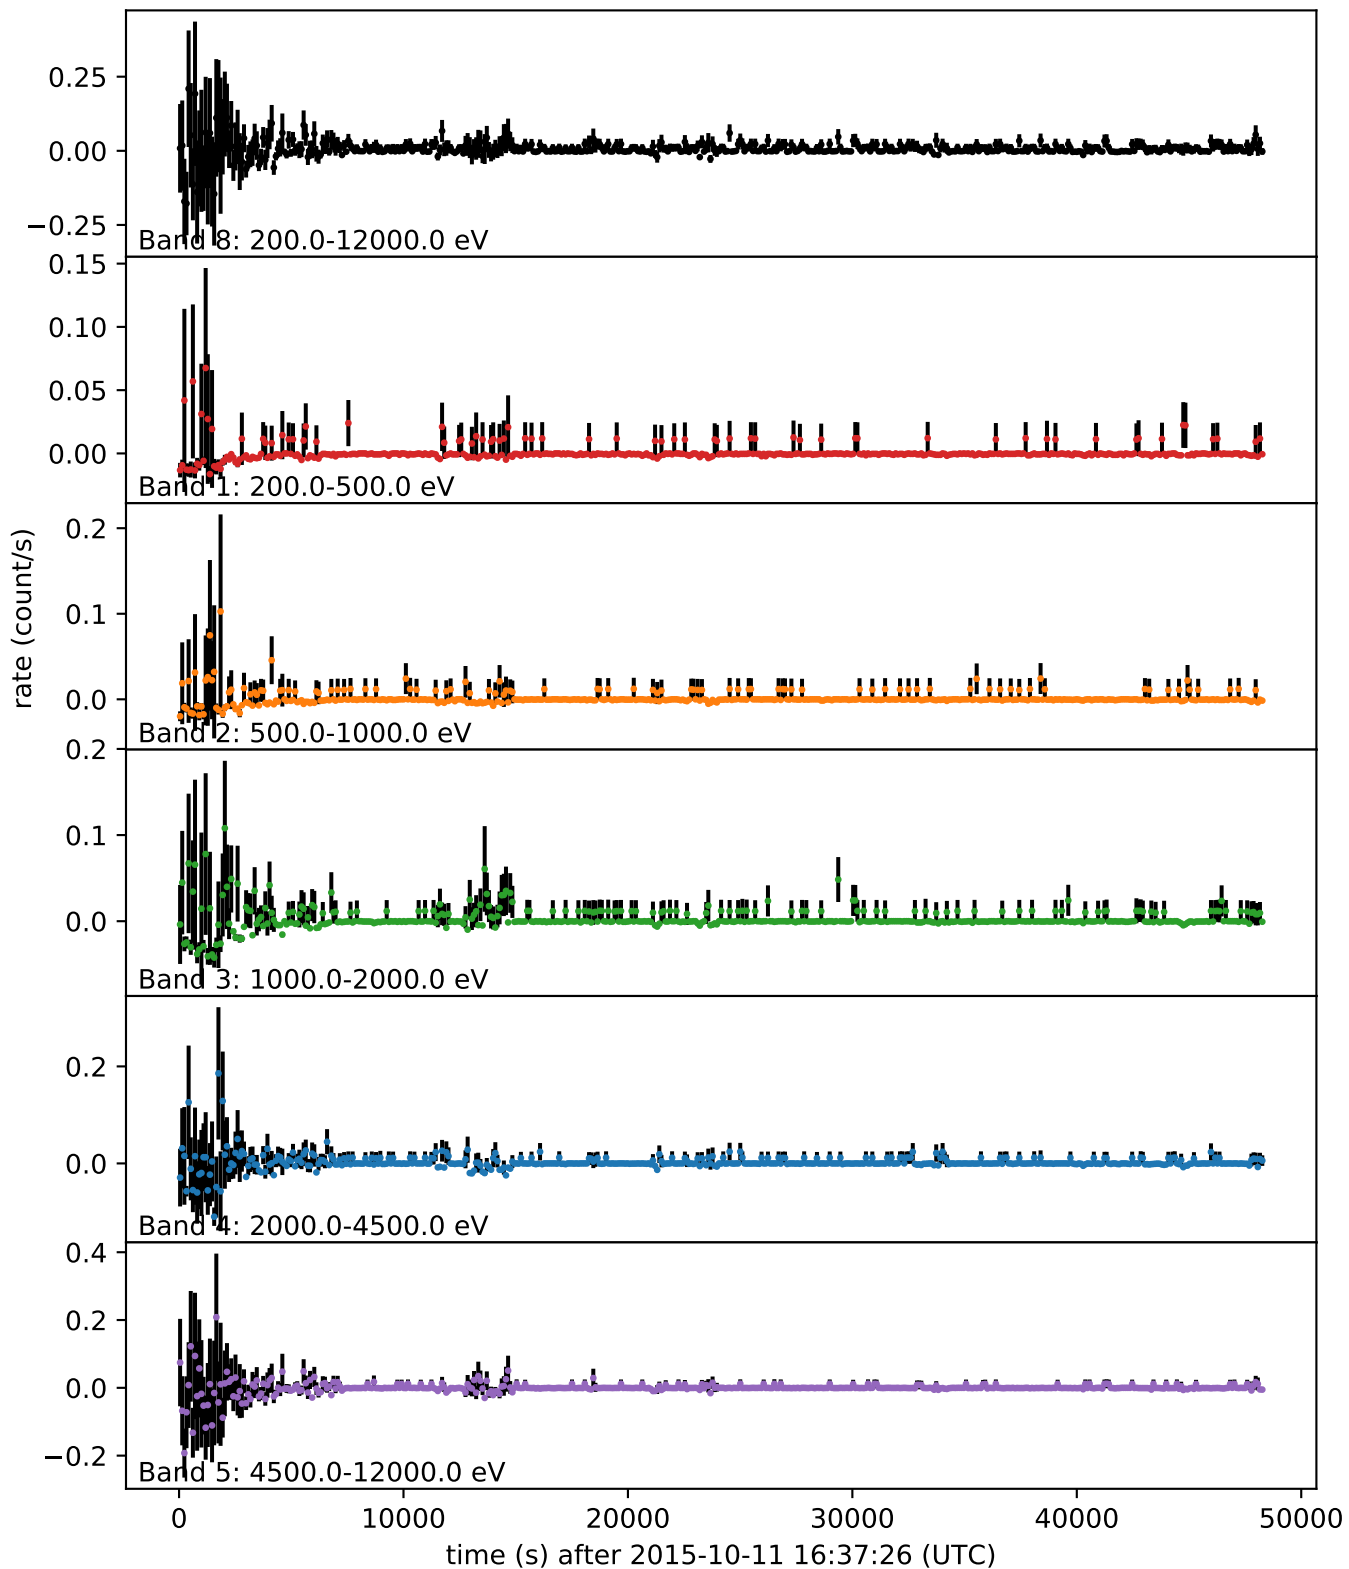 0.25
0.00
−0.25
Band 8: 200.0-12000.0 eV
0.15
0.10
0.05
0.00
Band 1: 200.0-500.0 eV
rate (count/s)
0.2
0.1
0.0
Band 2: 500.0-1000.0 eV
0.2
0.1
0.0
Band 3: 1000.0-2000.0 eV
0.2
0.0
Band 4: 2000.0-4500.0 eV
0.4
0.2
0.0
−0.2
Band 5: 4500.0-12000.0 eV
0 10000 20000 30000 40000 50000
time (s) after 2015-10-11 16:37:26 (UTC)